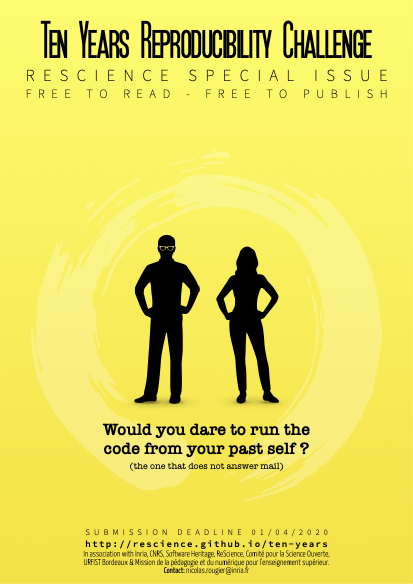 Ten Years Reproducibility Challenge
RESCIENCE SPECIAL ISSUE
FREE TO READ - FREE TO PUBLISH
Would you dare to run the
code from your past self ?
(the one that does not answer mail)
SUBMISSION DEADLINE 01/04/2020
http://rescience.github.io/ten-years
In association with Inria, CNRS, Software Heritage, ReScience, Comité pour la Science Ouverte,
URFIST Bordeaux & Mission de la pédagogie et du numérique pour l'enseignement supérieur.
Contact: nicolas.rougier@inria.fr